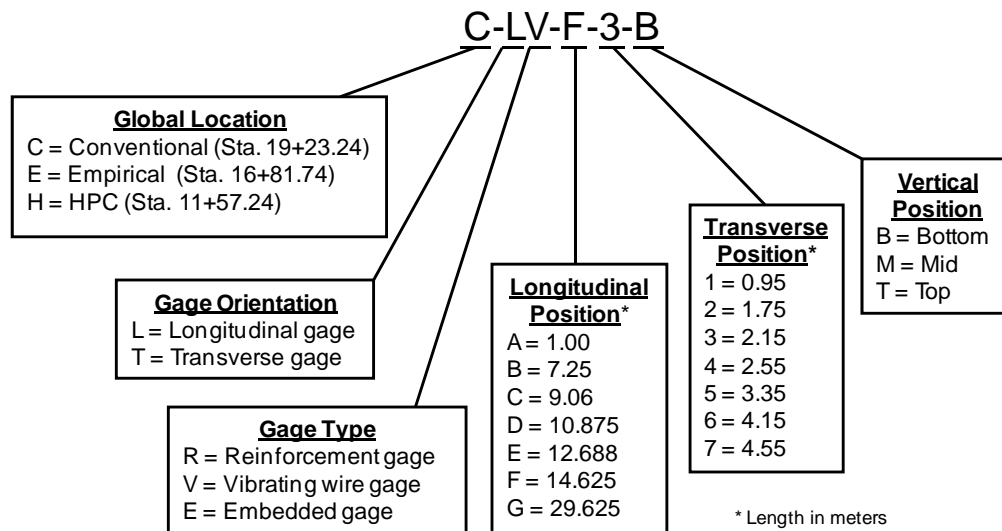 C-LV-F-3-B
Global Location
C = Conventional (Sta. 19+23.24)
E = Empirical (Sta. 16+81.74)
H = HPC (Sta. 11+57.24)
Gage Orientation
L = Longitudinal gage
T = Transverse gage
Gage Type
R = Reinforcement gage
V = Vibrating wire gage
E = Embedded gage
Longitudinal
Position*
A = 1.00
B = 7.25
C = 9.06
D = 10.875
E = 12.688
F = 14.625
G = 29.625
Transverse
Position*
1 = 0.95
2 = 1.75
3 = 2.15
4 = 2.55
5 = 3.35
6 = 4.15
7 = 4.55
Vertical
Position
B = Bottom
M = Mid
T = Top
* Length in meters